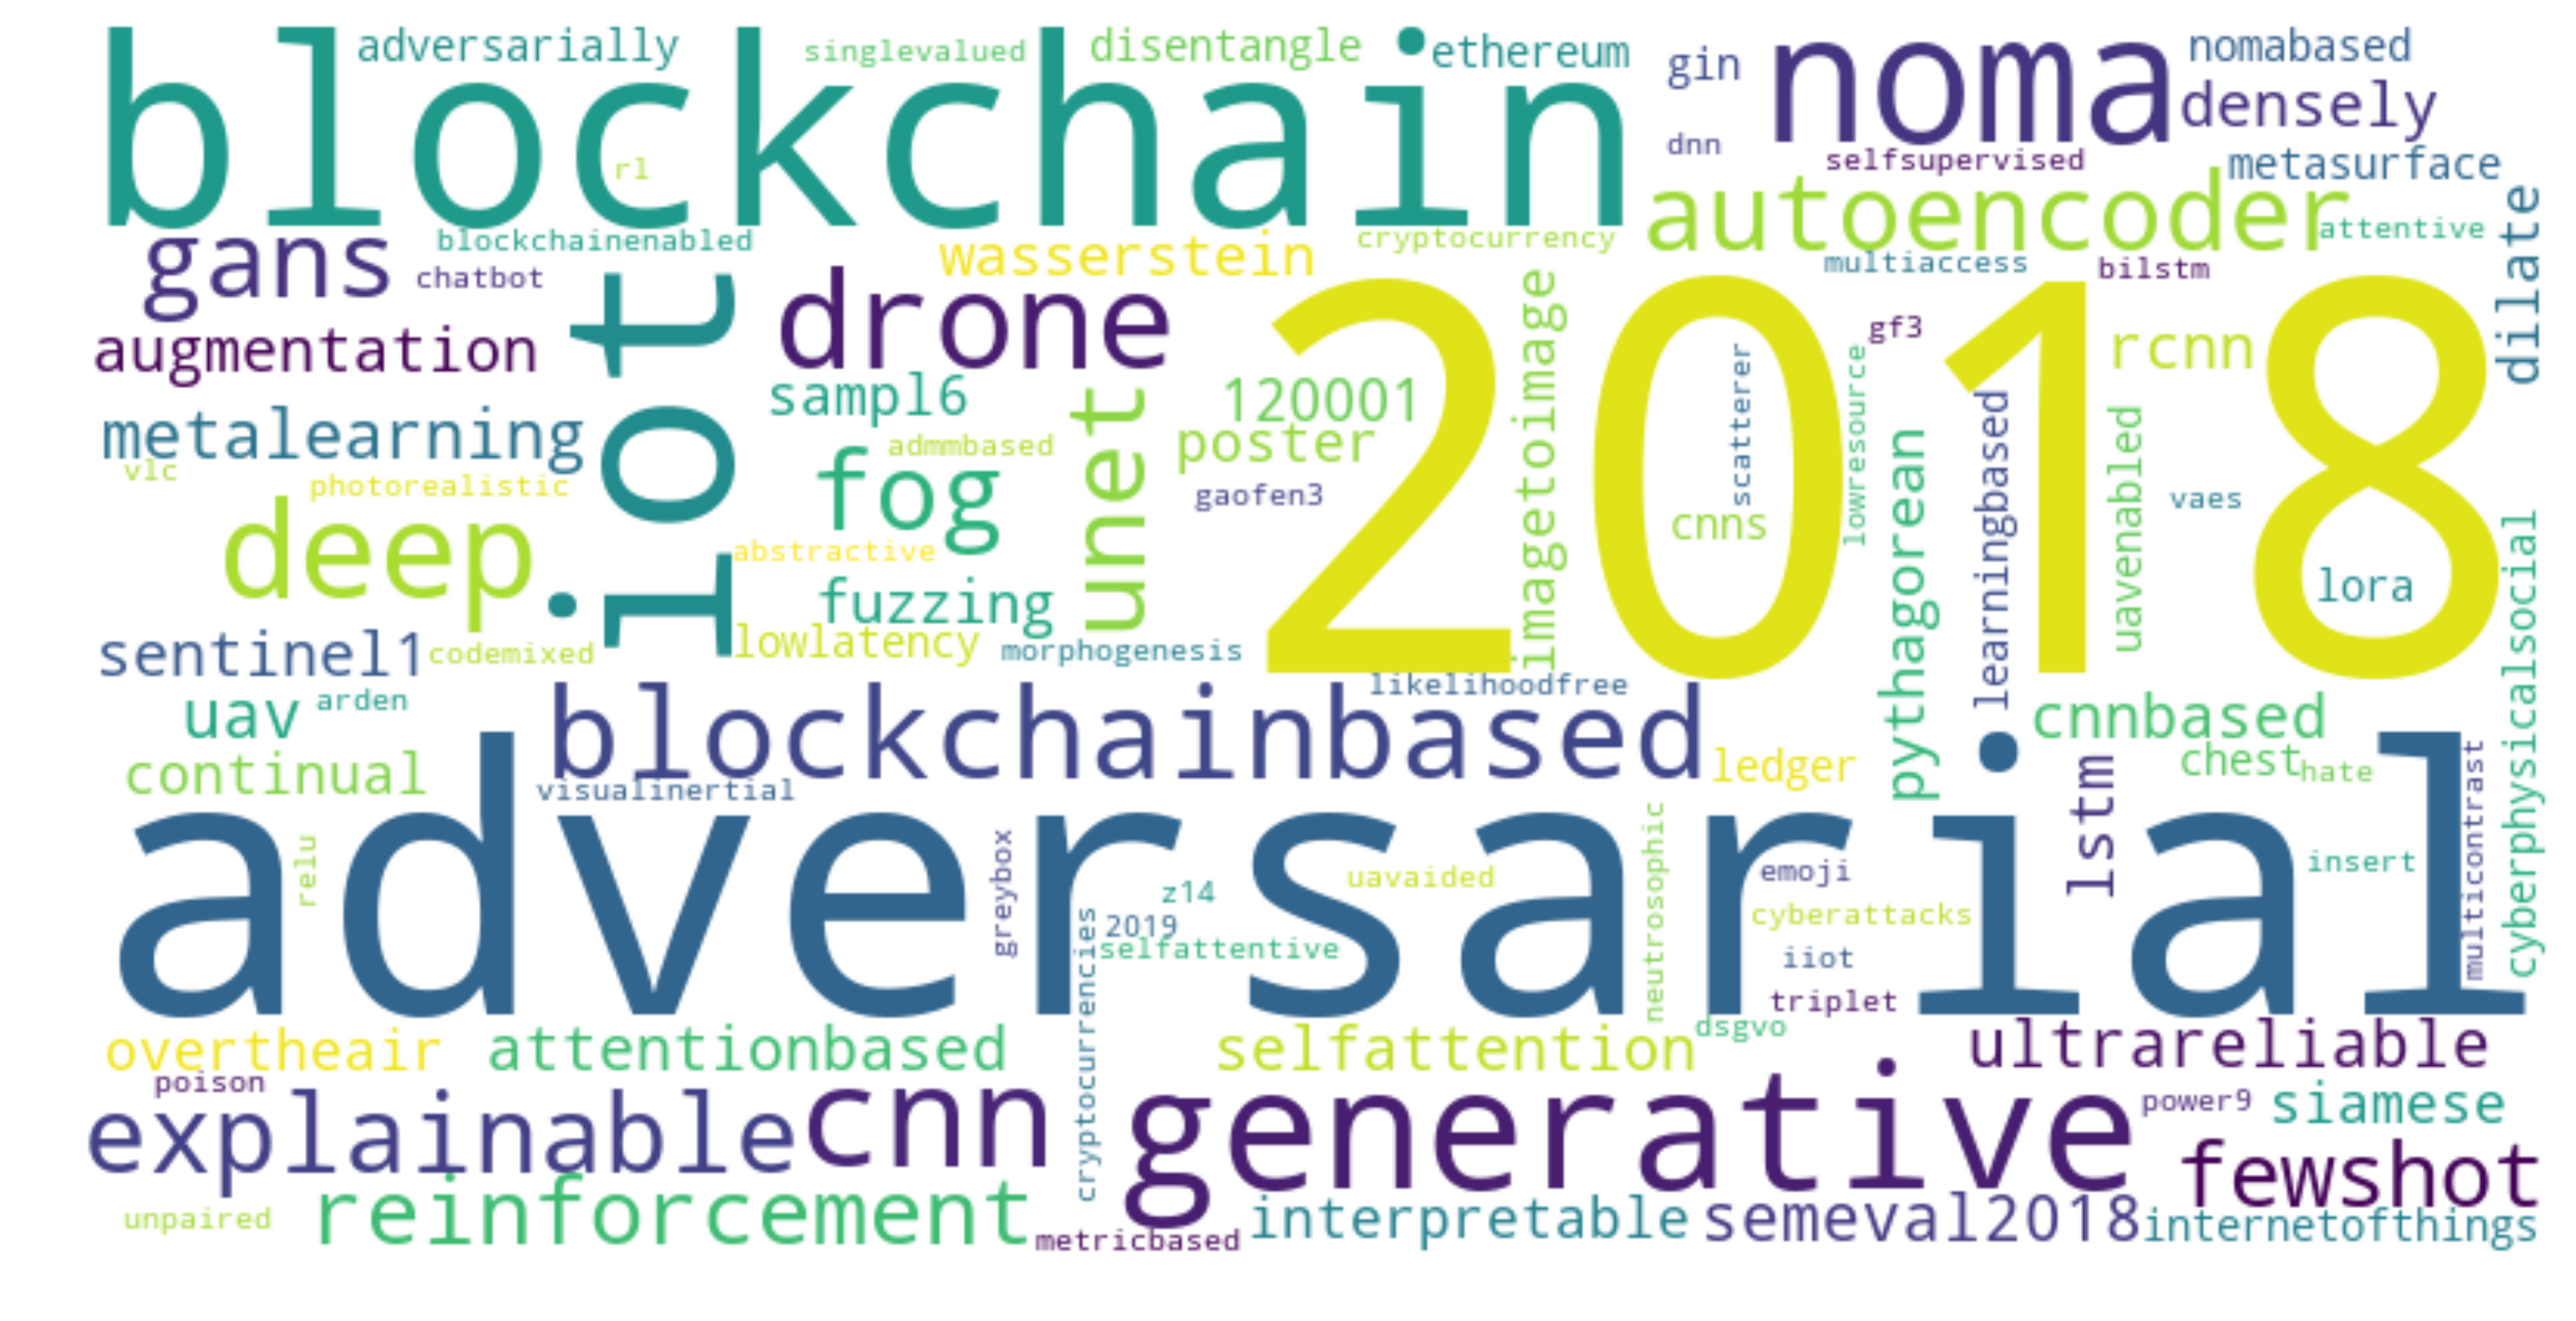 blockchain
adversarially
singlevalued
disentangle
ethereum
gin
noma
nomabased
densely
dnn
selfsupervised
metasurface
rl
autoencoder
attentive
dilate
gans
blockchainenabled
chatbot
wasserstein
cryptocurrency
multiaccess
bilstm
iot
drone
2018
imagetoimage
scatterer
lowresource
gf3
rcnn
augmentation
sampl6
120001
unet
metalearning
admmbased
poster
vlc
photorealistic
fog
gaofen3
cnns
pythagorean
learningbased
uavenabled
vaes
deep
abstractive
fuzzing
lora
cyberphysicalsocial
sentinel1
codemixed
lowlatency
morphogenesis
likelihoodfree
uav
arden
blockchainbased
cnnbased
continual
visualinertial
ledger
lstm
chest
hate
multicontrast
adversarial
relu
greybox
z14
2019
selfattentive
cryptocurrencies
uavaided
neutrosophic
emoji
cyberattacks
iiot
triplet
insert
overtheair
attentionbased
selfattention
dsgvo
ultrareliable
poison
explainable
cnn
generative
power9
siamese
fewshot
unpaired
reinforcement
metricbased
interpretable
semeval2018
internetofthings